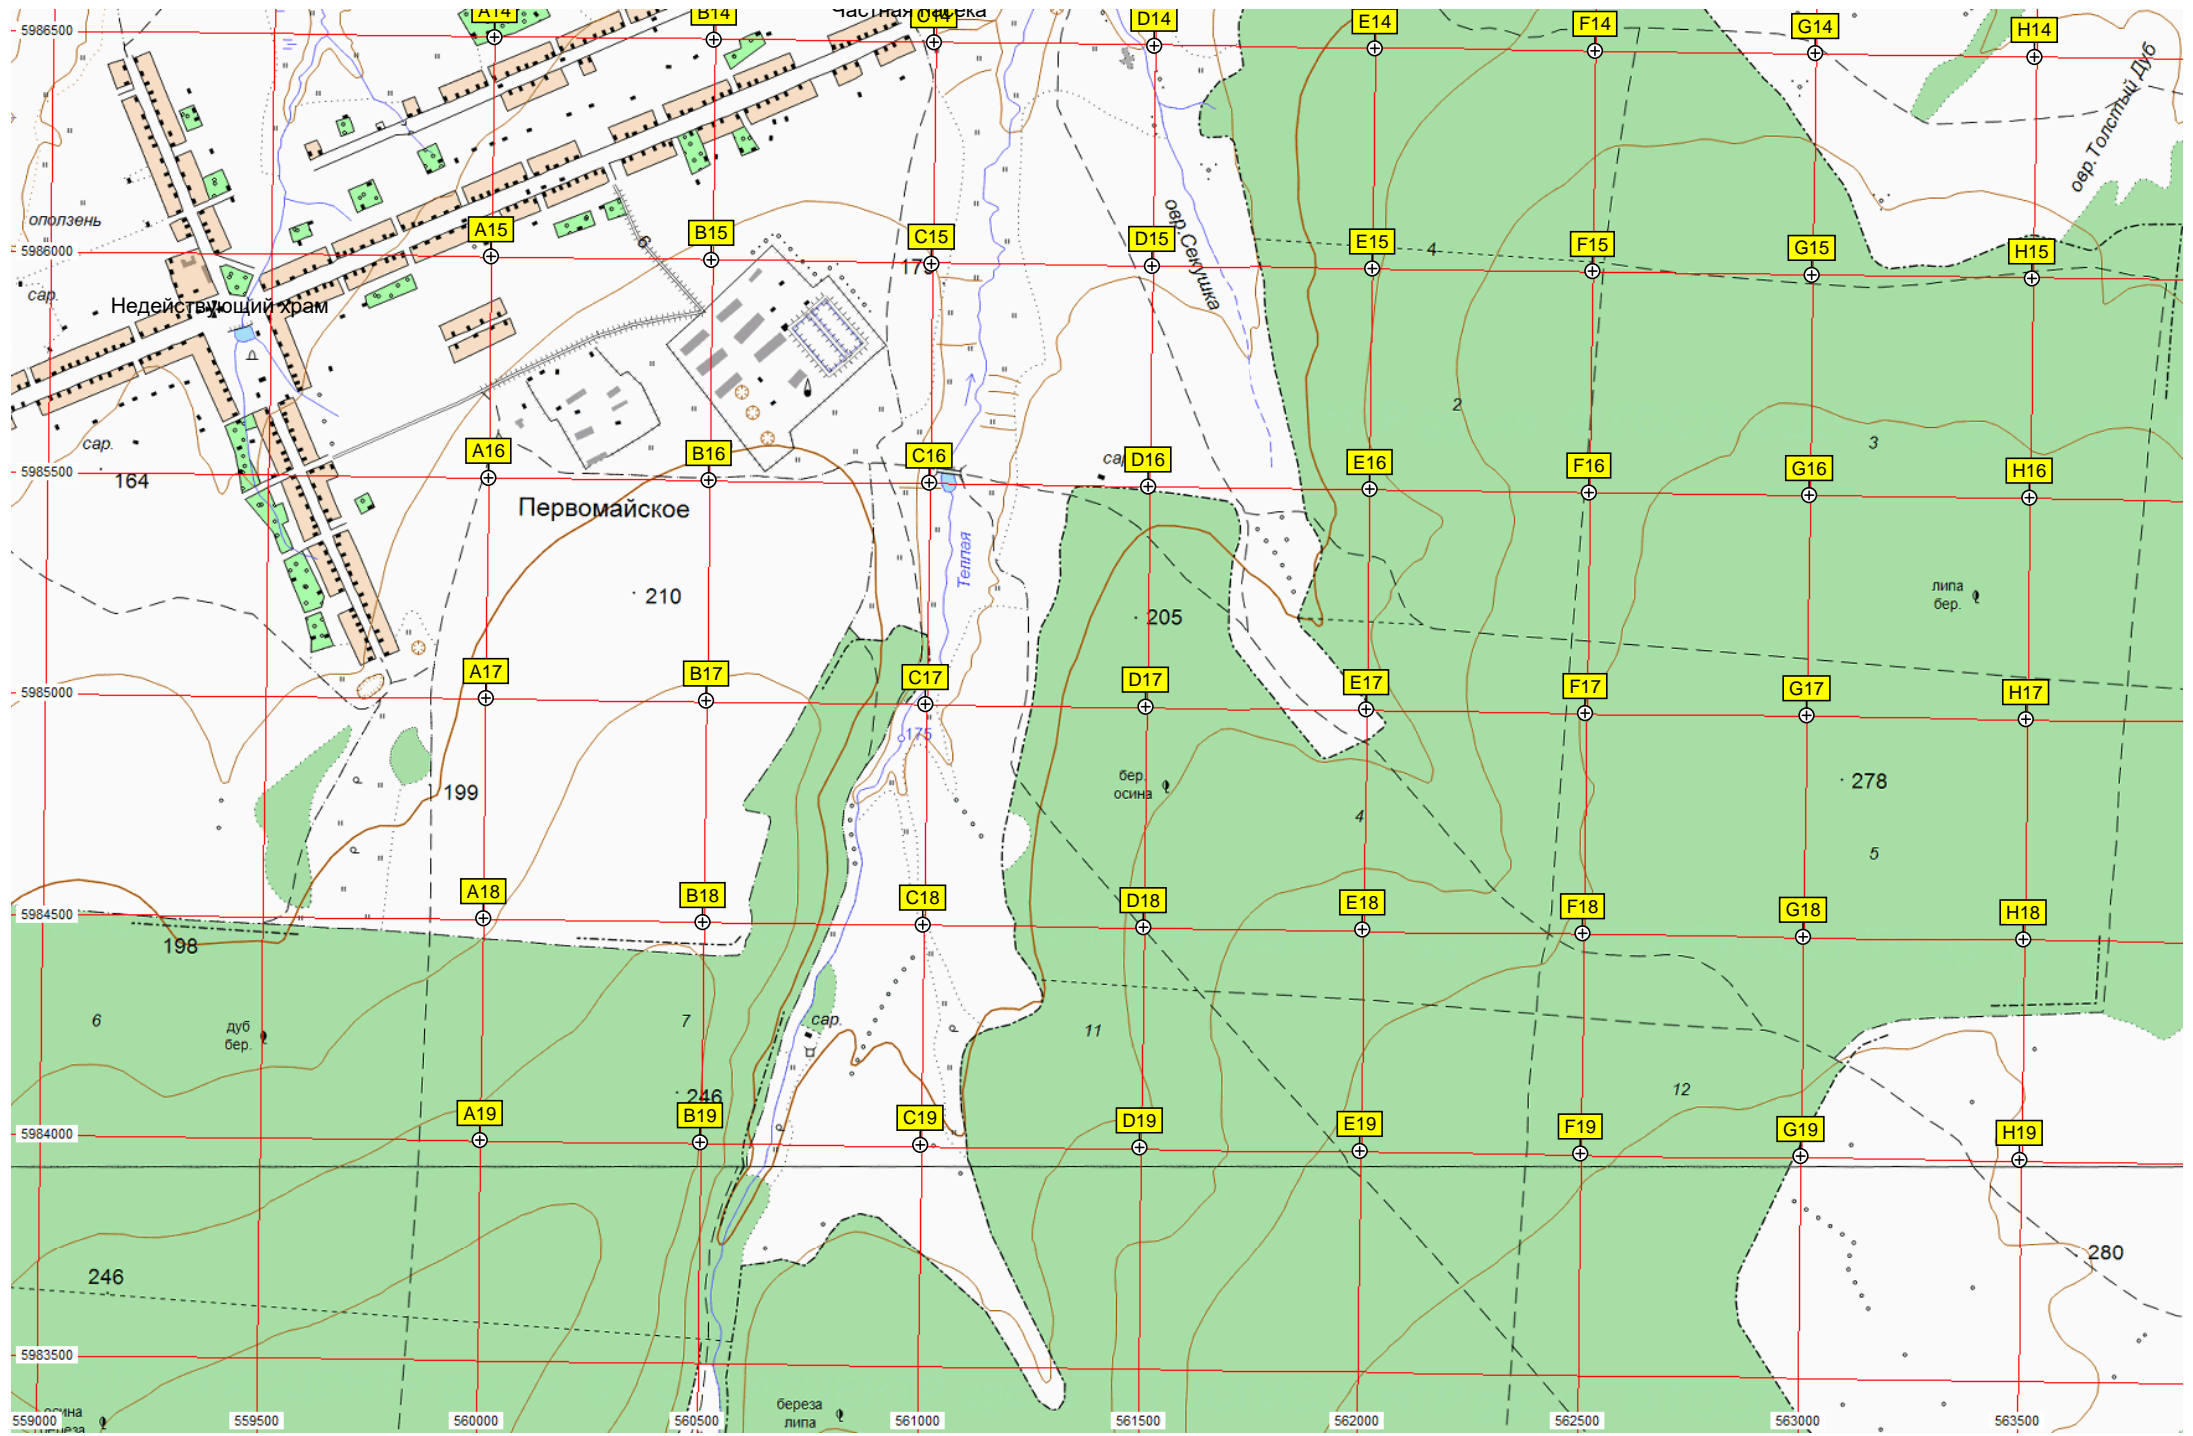 Частная пасека
A14 B14 C14 D14 E14 F14 G14 H14
5986500
овр. Толстый Дуб
оползень
A15 B15 C15 D15 E15 F15 G15 H15
5986000
6
4
овр. Секушка
сар.
Недействующий храм
2
3
сар.
A16 B16 C16 D16 E16 F16 G16 H16
5985500
164
Первомайское
Теплая
210
205
липа
бер.
A17 B17 C17 D17 E17 F17 G17 H17
5985000
175
199
бер.
осина
278
4
5
A18 B18 C18 D18 E18 F18 G18 H18
5984500
198
6
дуб
бер.
7
сар.
11
246
12
A19 B19 C19 D19 E19 F19 G19 H19
5984000
246
280
5983500
береза
липа
559000 559500 560000 560500 561000 561500 562000 562500 563000 563500